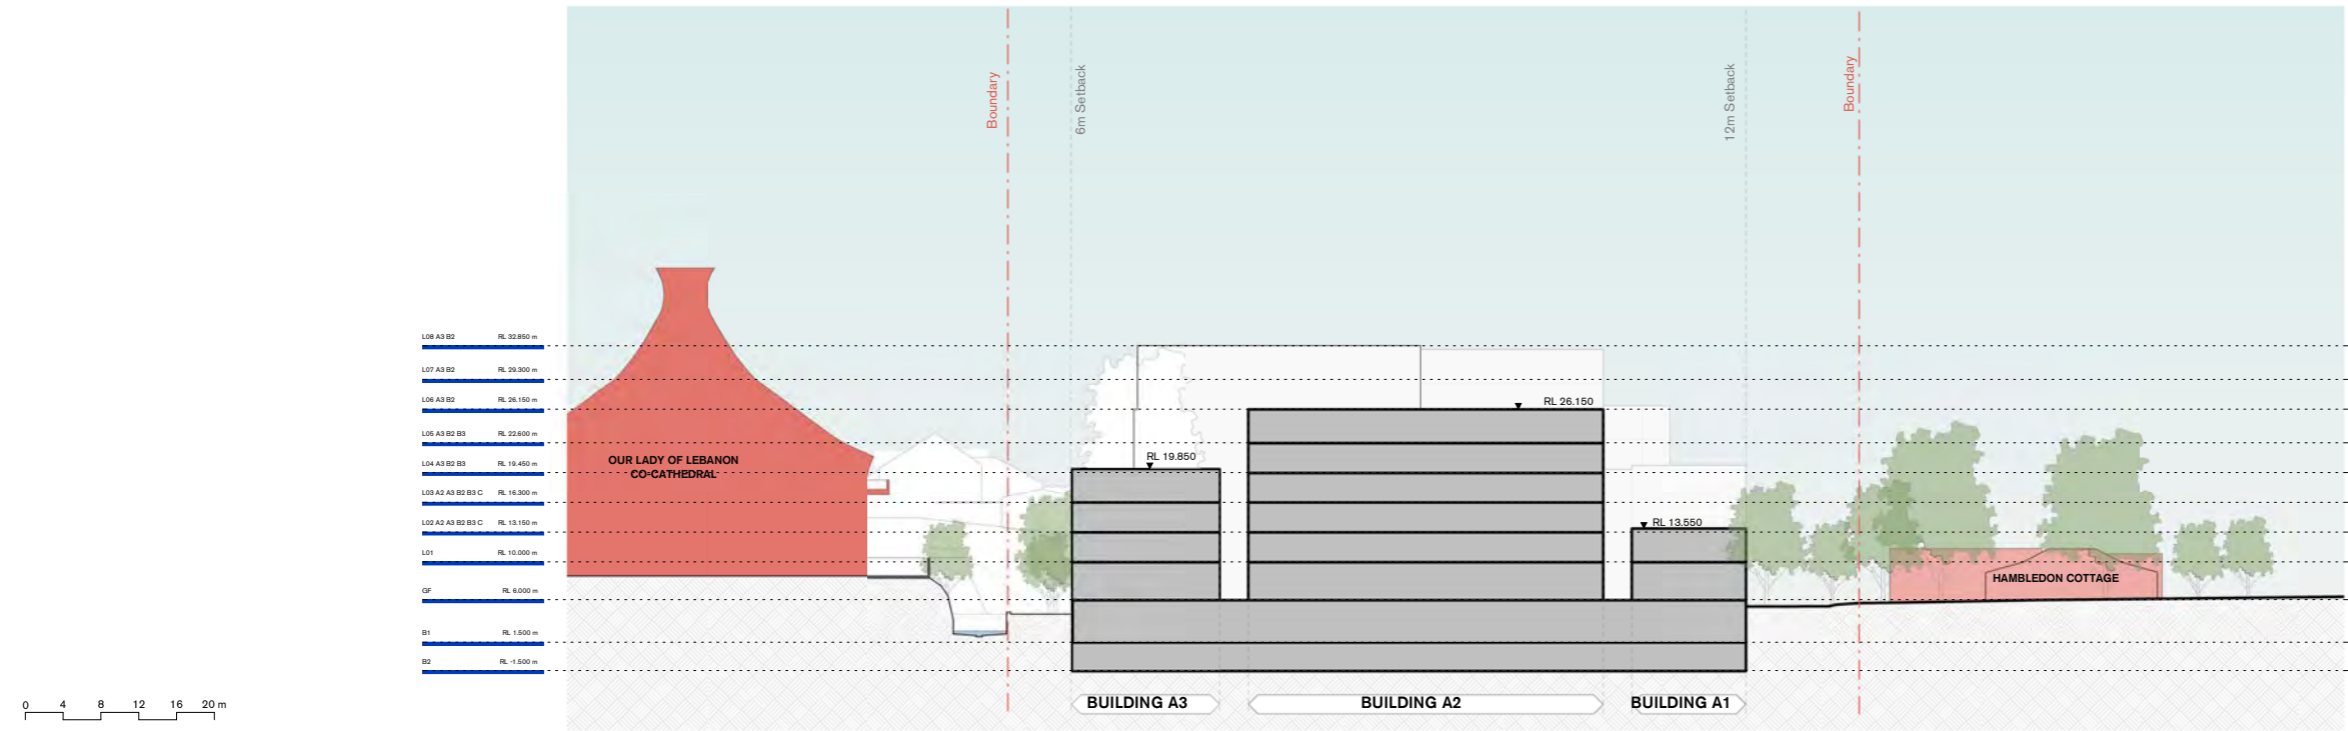 Boundary
6m Setback
12m Setback
Boundary
L08 A3 B2 RL 32.850 m
L07 A3 B2 RL 29.300 m
L06 A3 B2 RL 26.150 m
RL 26.150
L05 A3 B2 B3 RL 22.600 m
OUR LADY OF LEBANON
CO-CATHEDRAL
RL 19.850
L04 A3 B2 B3 RL 19.450 m
L03 A2 A3 B2 B3 C RL 16.300 m
L02 A2 A3 B2 B3 C RL 13.150 m
RL 13.550
L01 RL 10.000 m
HAMBLEDON COTTAGE
GF RL 6.000 m
B1 RL 1.500 m
B2 RL -1.500 m
0 4 8 12 16 20 m
BUILDING A3
BUILDING A2
BUILDING A1